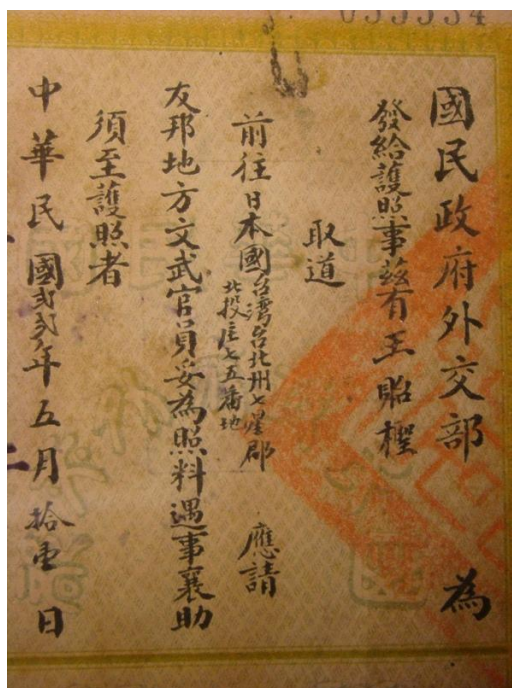 055534
國民政府外交部 為
發給護照事茲有王昭樫
取道
前往日本國台灣台北州七星郡
北投庄七五番地
應請
友邦地方文武官員妥為照料遇事襄助
須至護照者
中華民國貳貳年五月拾壹日